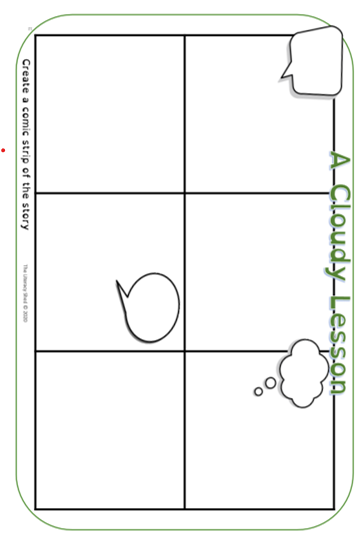 A Cloudy Lesson
Create a comic strip of the story
The Literacy Shed © 2020